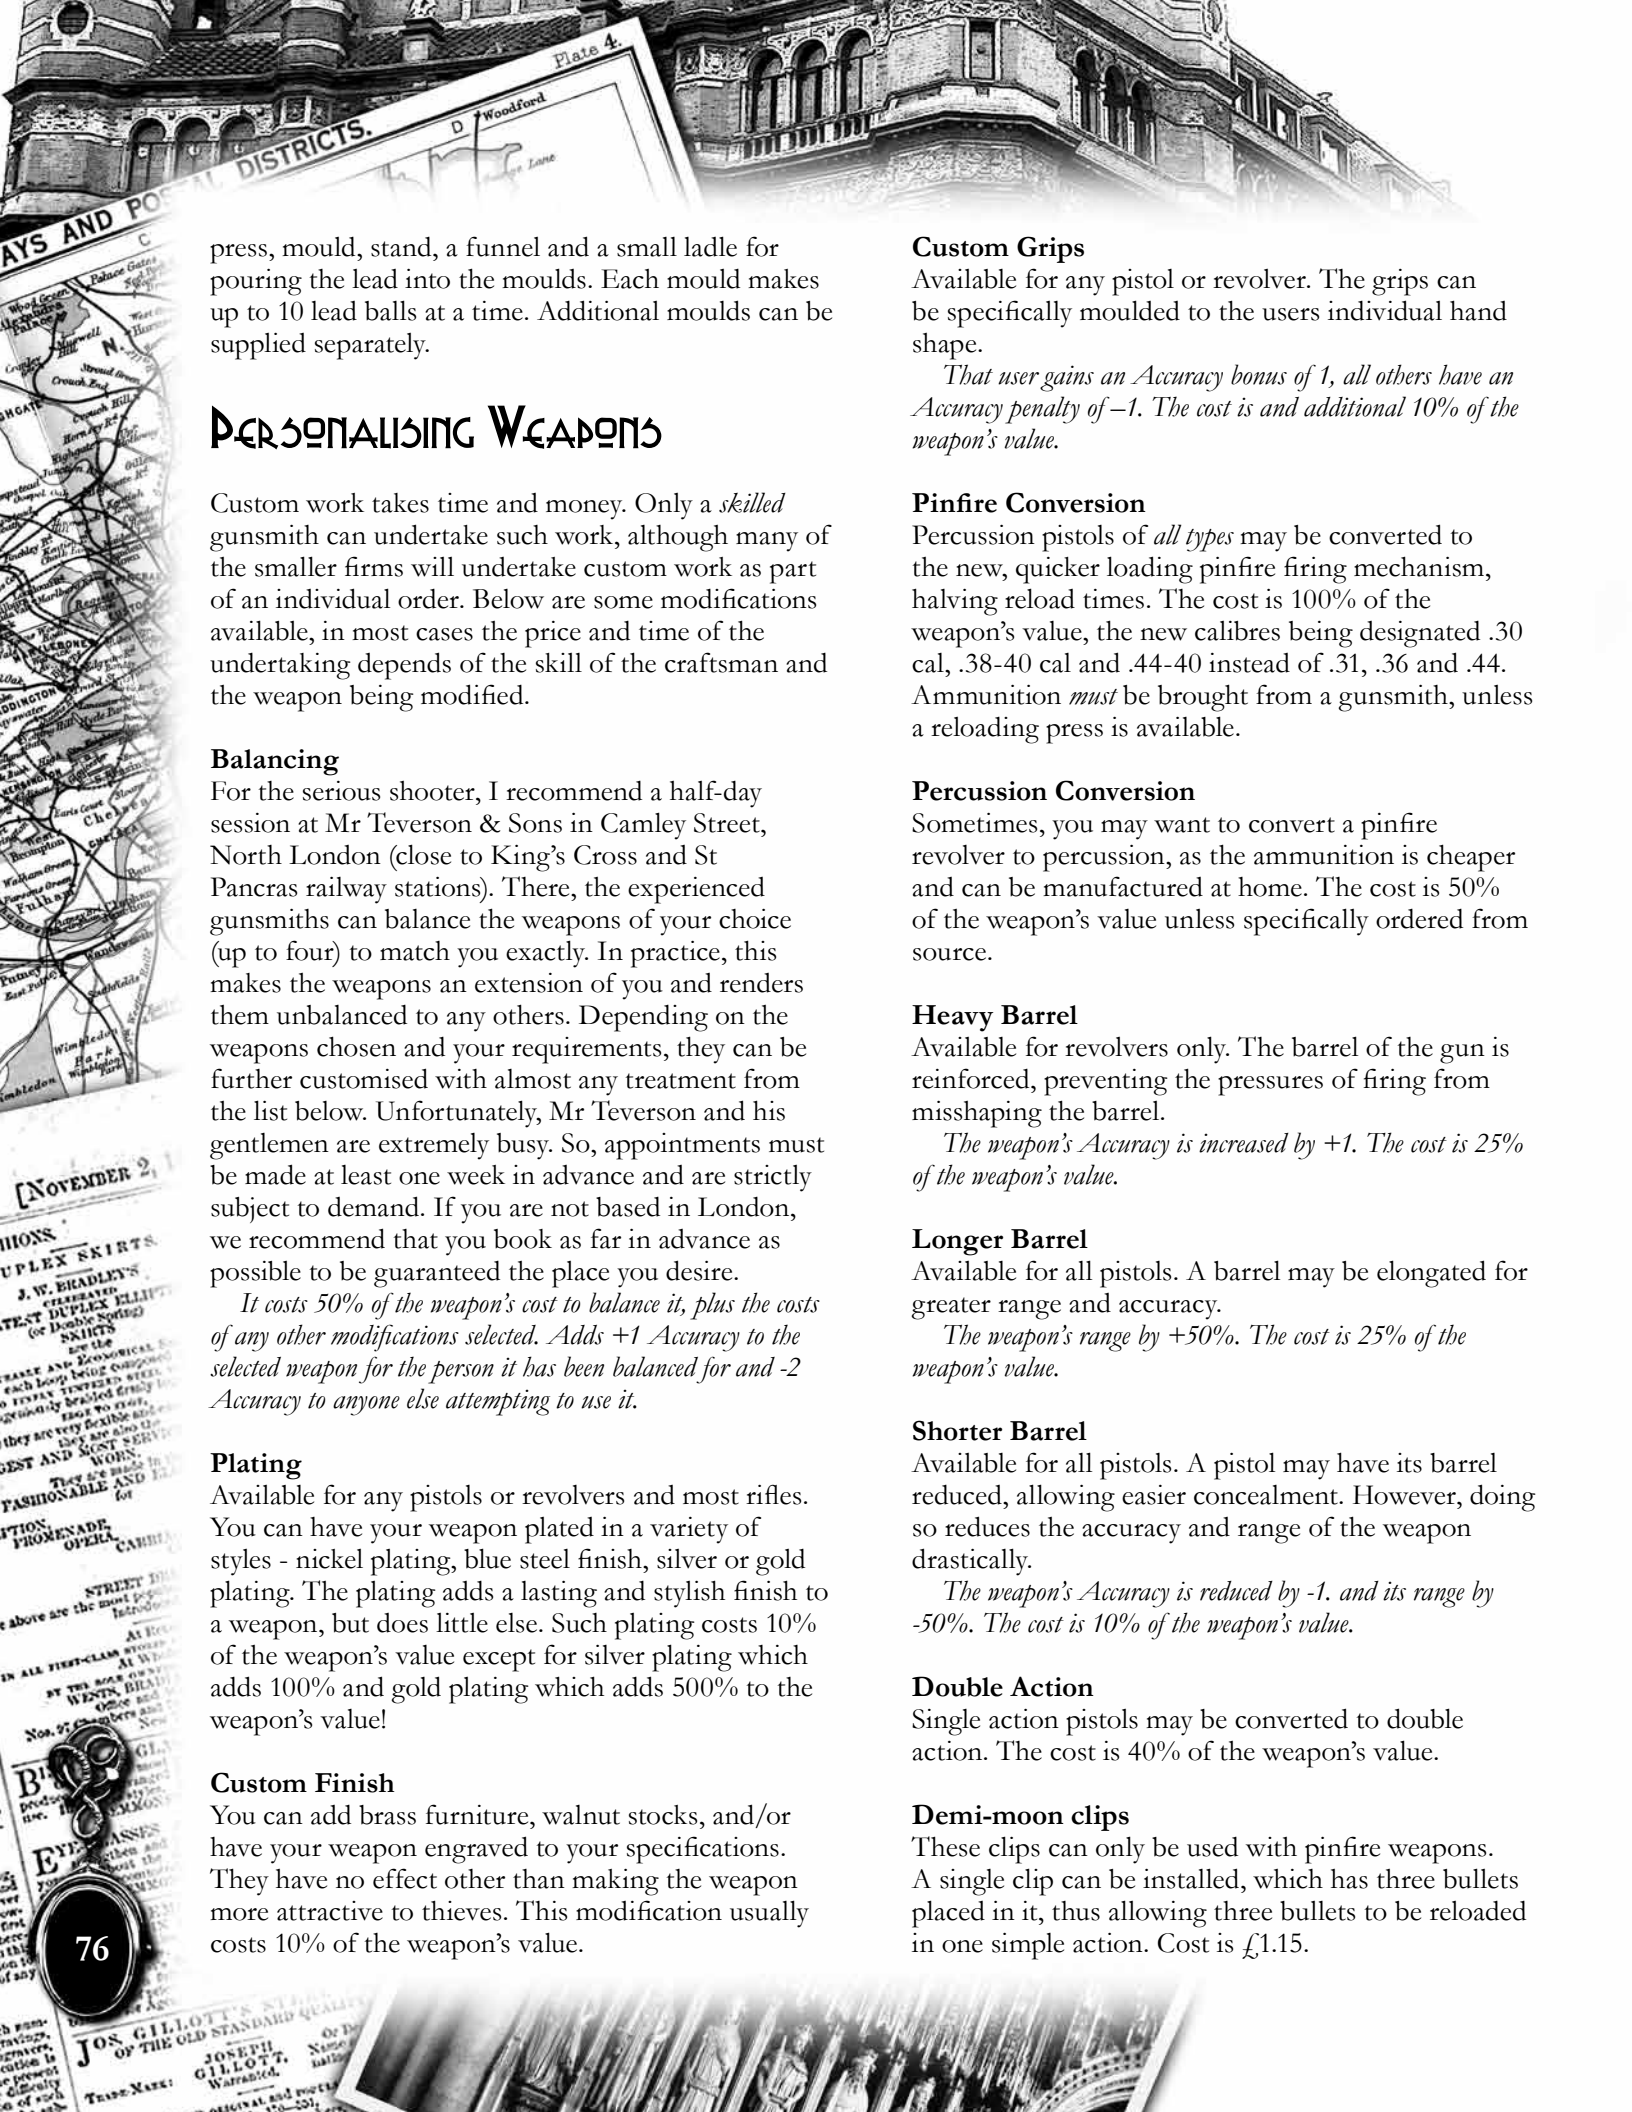 Plate 4.
D
Woodford
DISTRICTS.
AYS AND PO
C
press, mould, stand, a funnel and a small ladle for
pouring the lead into the moulds. Each mould makes
up to 10 lead balls at a time. Additional moulds can be
supplied separately.
Personalising Weapons
Custom work takes time and money. Only a skilled
gunsmith can undertake such work, although many of
the smaller firms will undertake custom work as part
of an individual order. Below are some modifications
available, in most cases the price and time of the
undertaking depends of the skill of the craftsman and
the weapon being modified.
Balancing
For the serious shooter, I recommend a half-day
session at Mr Teverson & Sons in Camley Street,
North London (close to King's Cross and St
Pancras railway stations). There, the experienced
gunsmiths can balance the weapons of your choice
(up to four) to match you exactly. In practice, this
makes the weapons an extension of you and renders
them unbalanced to any others. Depending on the
weapons chosen and your requirements, they can be
further customised with almost any treatment from
the list below. Unfortunately, Mr Teverson and his
gentlemen are extremely busy. So, appointments must
be made at least one week in advance and are strictly
subject to demand. If you are not based in London,
we recommend that you book as far in advance as
possible to be guaranteed the place you desire.
It costs 50% of the weapon's cost to balance it, plus the costs
of any other modifications selected. Adds +1 Accuracy to the
selected weapon for the person it has been balanced for and -2
Accuracy to anyone else attempting to use it.
Plating
Available for any pistols or revolvers and most rifles.
You can have your weapon plated in a variety of
styles - nickel plating, blue steel finish, silver or gold
plating. The plating adds a lasting and stylish finish to
a weapon, but does little else. Such plating costs 10%
of the weapon's value except for silver plating which
adds 100% and gold plating which adds 500% to the
weapon's value!
Custom Finish
You can add brass furniture, walnut stocks, and/or
have your weapon engraved to your specifications.
They have no effect other than making the weapon
more attractive to thieves. This modification usually
costs 10% of the weapon's value.
Custom Grips
Available for any pistol or revolver. The grips can
be specifically moulded to the users individual hand
shape.
That user gains an Accuracy bonus of 1, all others have an
Accuracy penalty of –1. The cost is and additional 10% of the
weapon's value.
Pinfire Conversion
Percussion pistols of all types may be converted to
the new, quicker loading pinfire firing mechanism,
halving reload times. The cost is 100% of the
weapon's value, the new calibres being designated .30
cal, .38-40 cal and .44-40 instead of .31, .36 and .44.
Ammunition must be brought from a gunsmith, unless
a reloading press is available.
Percussion Conversion
Sometimes, you may want to convert a pinfire
revolver to percussion, as the ammunition is cheaper
and can be manufactured at home. The cost is 50%
of the weapon's value unless specifically ordered from
source.
Heavy Barrel
Available for revolvers only. The barrel of the gun is
reinforced, preventing the pressures of firing from
misshaping the barrel.
The weapon's Accuracy is increased by +1. The cost is 25%
of the weapon's value.
Longer Barrel
Available for all pistols. A barrel may be elongated for
greater range and accuracy.
The weapon's range by +50%. The cost is 25% of the
weapon's value.
Shorter Barrel
Available for all pistols. A pistol may have its barrel
reduced, allowing easier concealment. However, doing
so reduces the accuracy and range of the weapon
drastically.
The weapon's Accuracy is reduced by -1. and its range by
-50%. The cost is 10% of the weapon's value.
Double Action
Single action pistols may be converted to double
action. The cost is 40% of the weapon's value.
Demi-moon clips
These clips can only be used with pinfire weapons.
A single clip can be installed, which has three bullets
placed in it, thus allowing three bullets to be reloaded
in one simple action. Cost is £1.15.
[NOVEMBER 2,
UPLEX SKIRTS
J. W. BRADLEY'S
76
JOS. GILLOTT'S
OF THE OLD STANDARD QUALIT
JOSEPH
GILLOTT,
Warranted.
TRADE MARK: